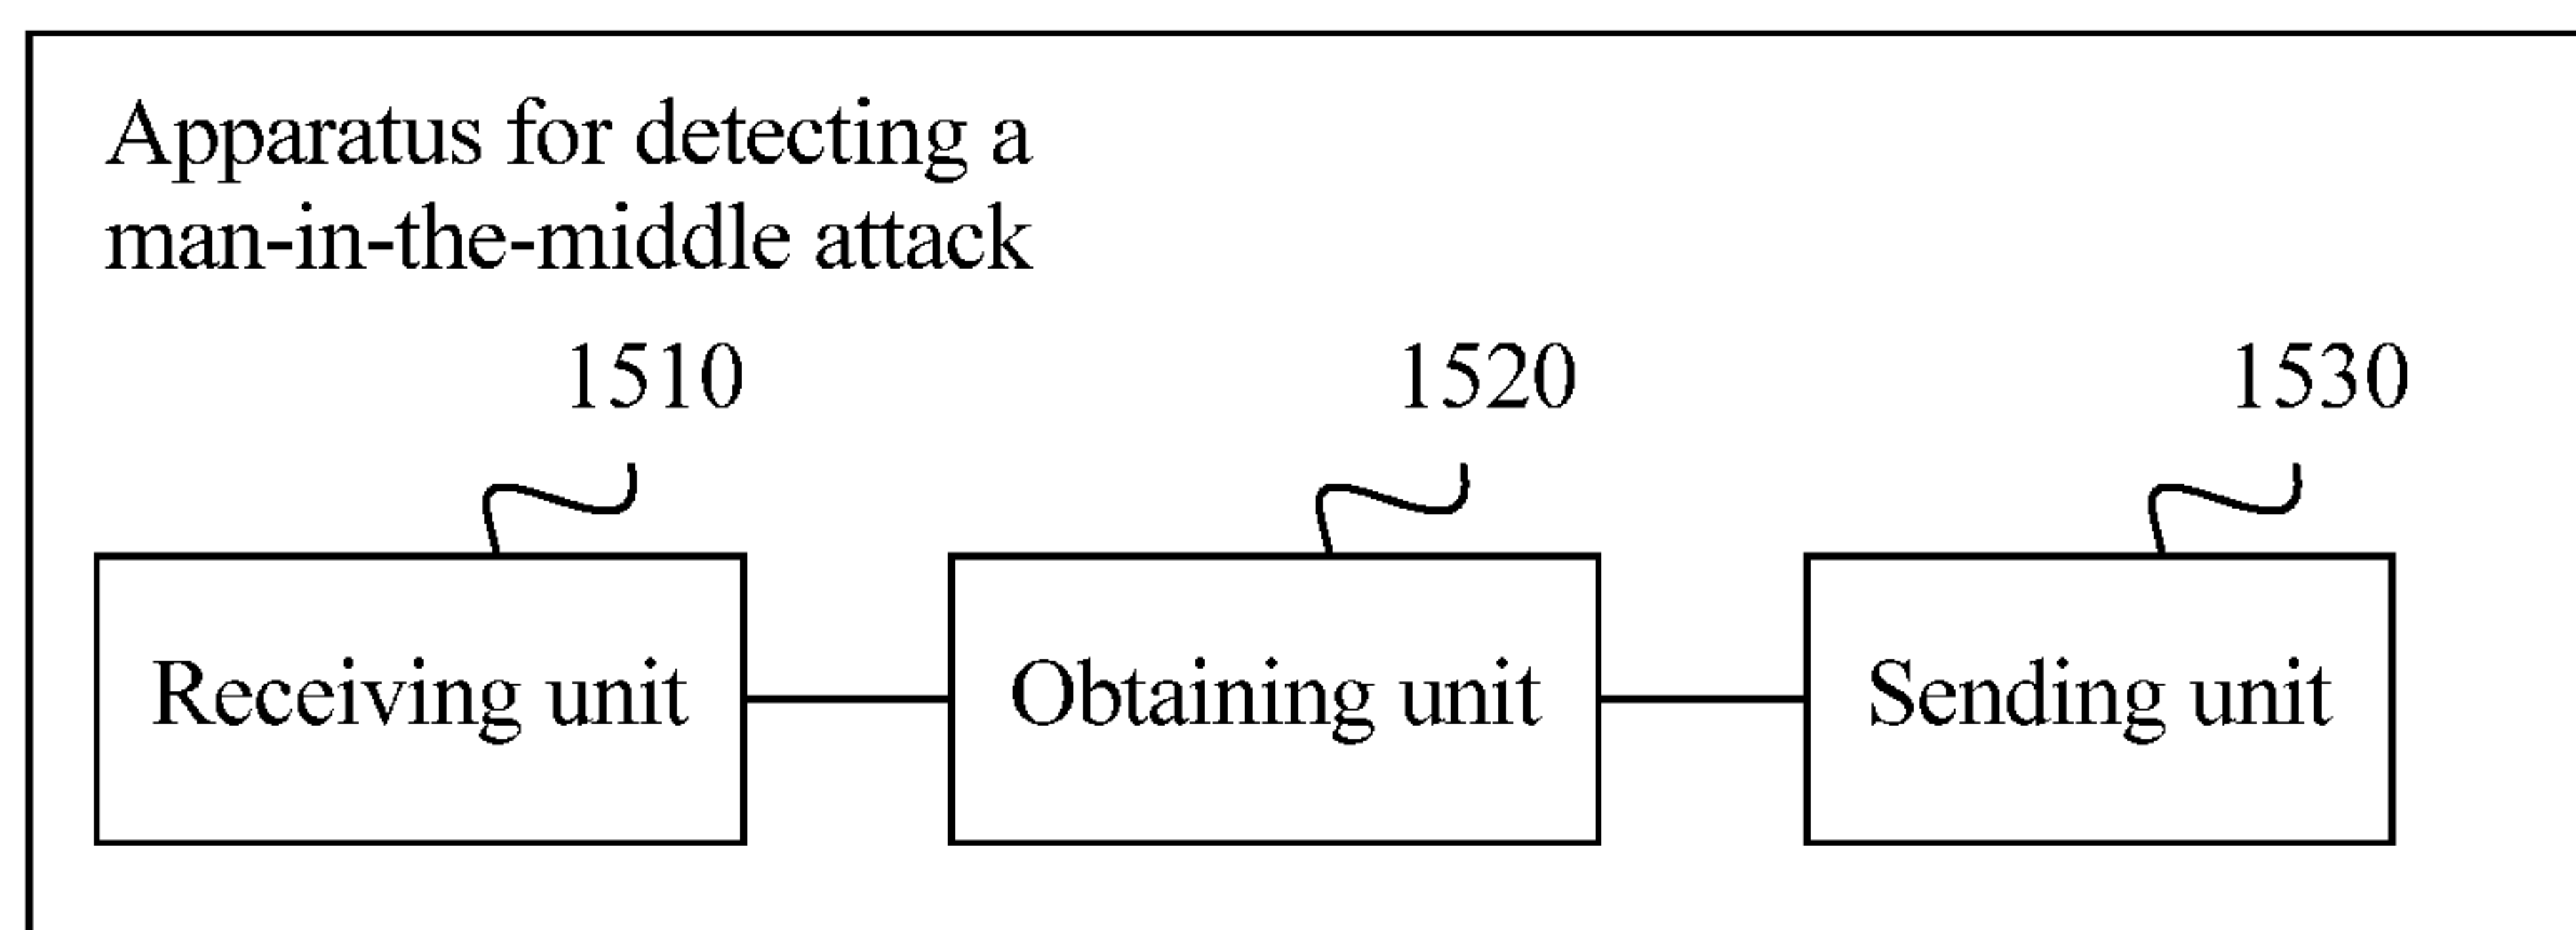 Apparatus for detecting a
man-in-the-middle attack
1510
1520
1530
Receiving unit
Obtaining unit
Sending unit